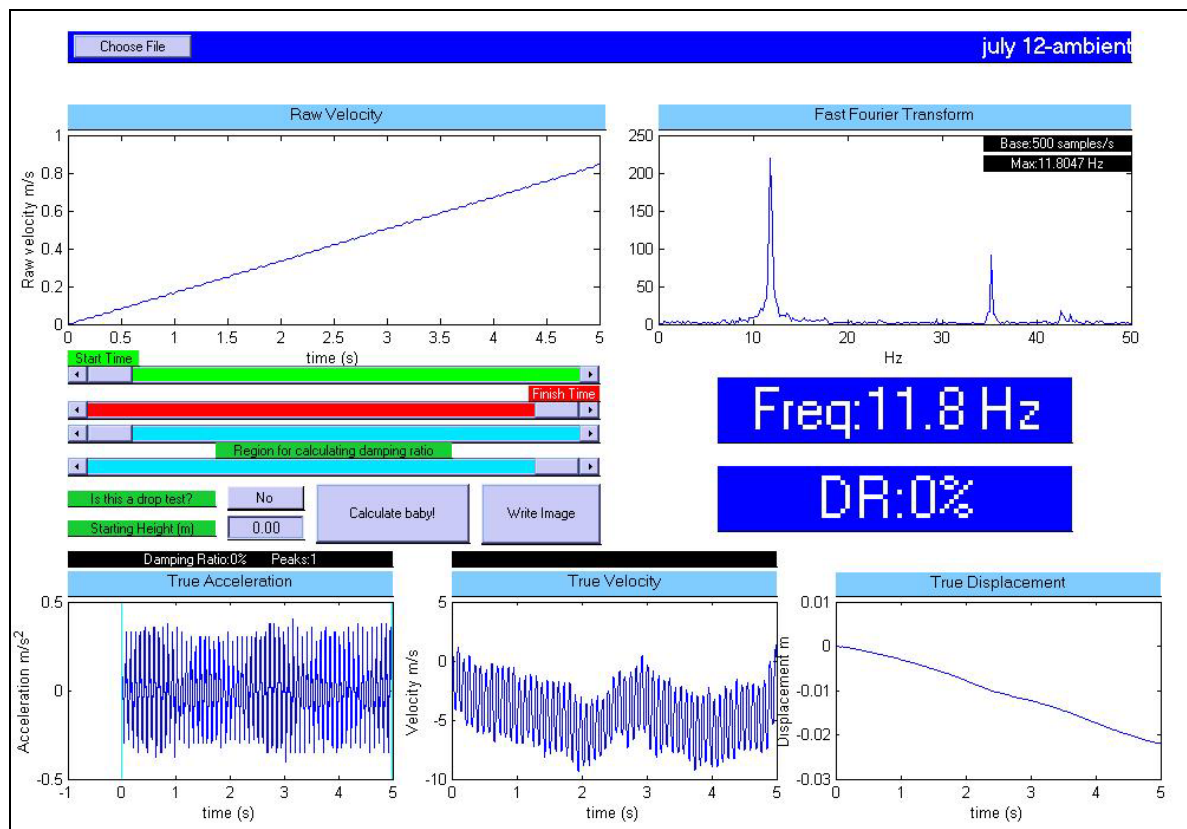 Choose File
july 12-ambient
Raw Velocity
1
0.8
0.6
0.4
0.2
0
Raw velocity m/s
0 0.5 1 1.5 2 2.5 3 3.5 4 4.5 5
time (s)
Fast Fourier Transform
250
200
150
100
50
0
Base:500 samples/s
Max:11.8047 Hz
0 10 20 30 40 50
Hz
Start Time
Finish Time
Region for calculating damping ratio
Is this a drop test?
No
Starting Height (m)
0.00
Calculate baby!
Write Image
Freq:11.8 Hz
DR:0%
Damping Ratio:0% Peaks:1
True Acceleration
0.5
0
-0.5
Acceleration m/s²
-1 0 1 2 3 4 5
time (s)
True Velocity
5
0
-5
-10
Velocity m/s
0 1 2 3 4 5
time (s)
True Displacement
0.01
0
-0.01
-0.02
-0.03
Displacement m
0 1 2 3 4 5
time (s)